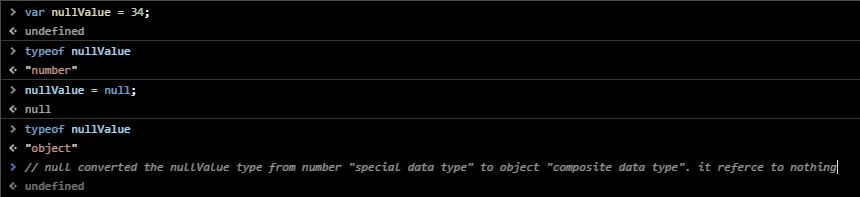 > var nullValue = 34;
< undefined
> typeof nullValue
< "number"
> nullValue = null;
< null
> typeof nullValue
< "object"
> // null converted the nullValue type from number "special data type" to object "composite data type". it referce to nothing
< undefined